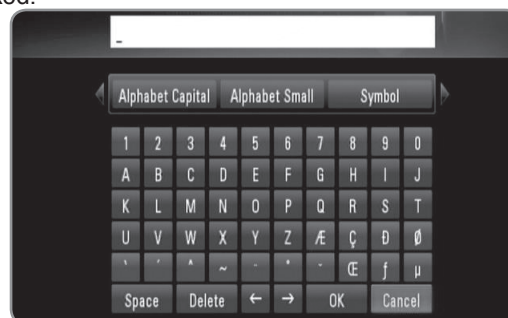 _
Alphabet Capital Alphabet Small Symbol
1 2 3 4 5 6 7 8 9 0
A B C D E F G H I J
K L M N O P Q R S T
U V W X Y Z Æ Ç Ð Ø
Œ ƒ µ
Space Delete ← → OK Cancel